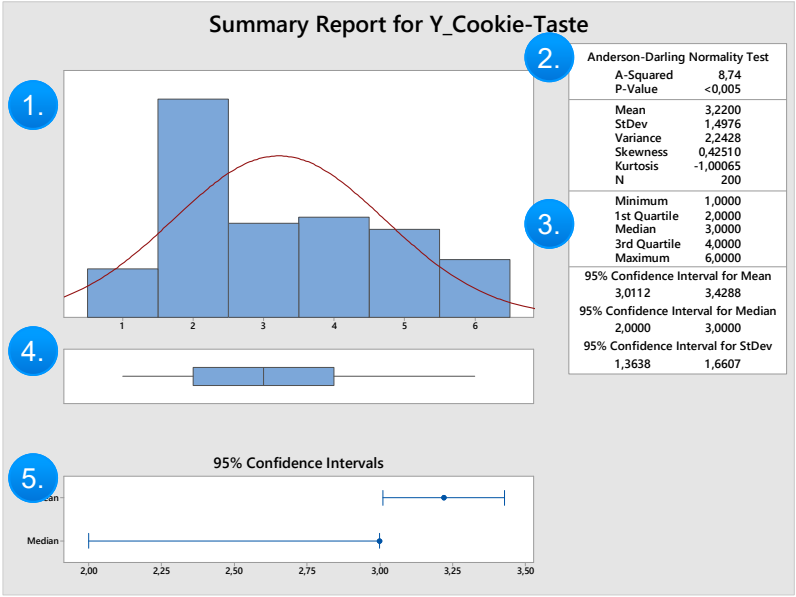 Summary Report for Y_Cookie-Taste
1.
1 2 3 4 5 6
2.
Anderson-Darling Normality Test
A-Squared 8,74
P-Value <0,005
Mean 3,2200
StDev 1,4976
Variance 2,2428
Skewness 0,42510
Kurtosis -1,00065
N 200
3.
Minimum 1,0000
1st Quartile 2,0000
Median 3,0000
3rd Quartile 4,0000
Maximum 6,0000
95% Confidence Interval for Mean
3,0112 3,4288
95% Confidence Interval for Median
2,0000 3,0000
95% Confidence Interval for StDev
1,3638 1,6607
4.
5.
95% Confidence Intervals
an
Median
2,00 2,25 2,50 2,75 3,00 3,25 3,50